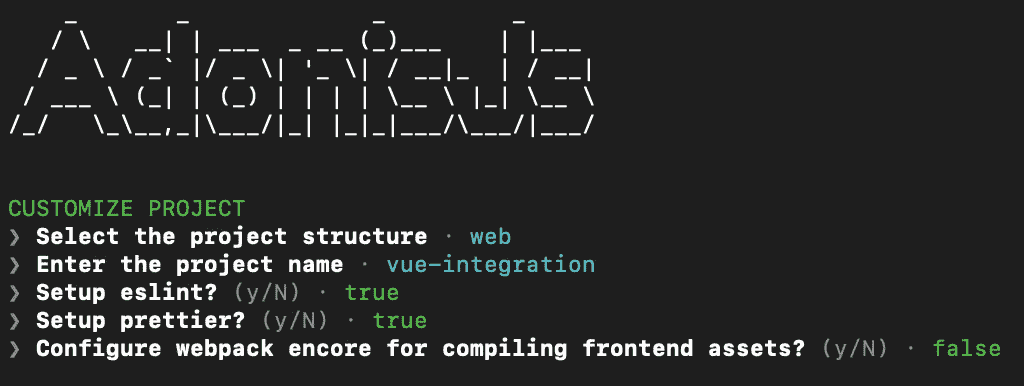 AdonisJs
CUSTOMIZE PROJECT
❯ Select the project structure · web
❯ Enter the project name · vue-integration
❯ Setup eslint? (y/N) · true
❯ Setup prettier? (y/N) · true
❯ Configure webpack encore for compiling frontend assets? (y/N) · false